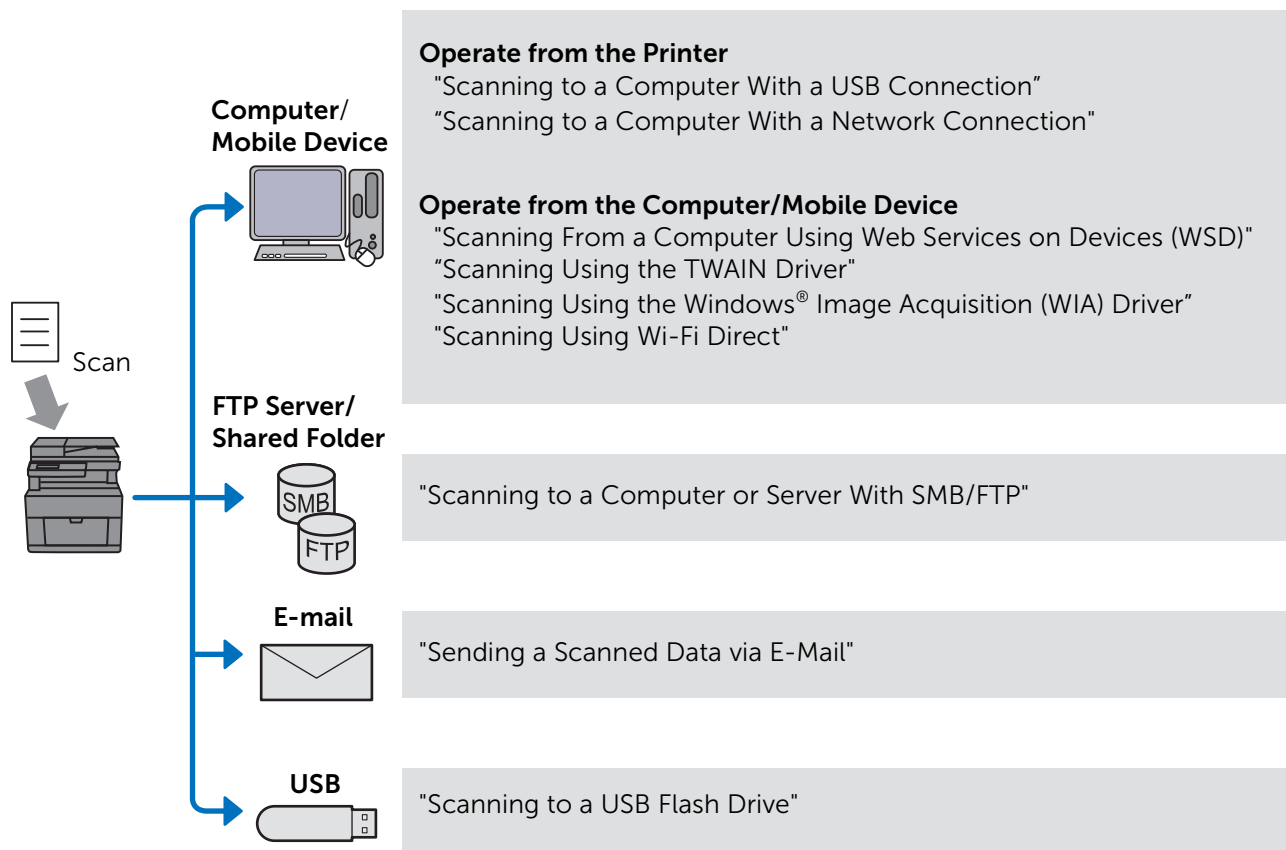 Scan
Computer/
Mobile Device
Operate from the Printer
"Scanning to a Computer With a USB Connection”
“Scanning to a Computer With a Network Connection"
Operate from the Computer/Mobile Device
"Scanning From a Computer Using Web Services on Devices (WSD)"
“Scanning Using the TWAIN Driver"
"Scanning Using the Windows® Image Acquisition (WIA) Driver”
"Scanning Using Wi-Fi Direct"
FTP Server/
Shared Folder
SMB
FTP
"Scanning to a Computer or Server With SMB/FTP"
E-mail
"Sending a Scanned Data via E-Mail"
USB
"Scanning to a USB Flash Drive"